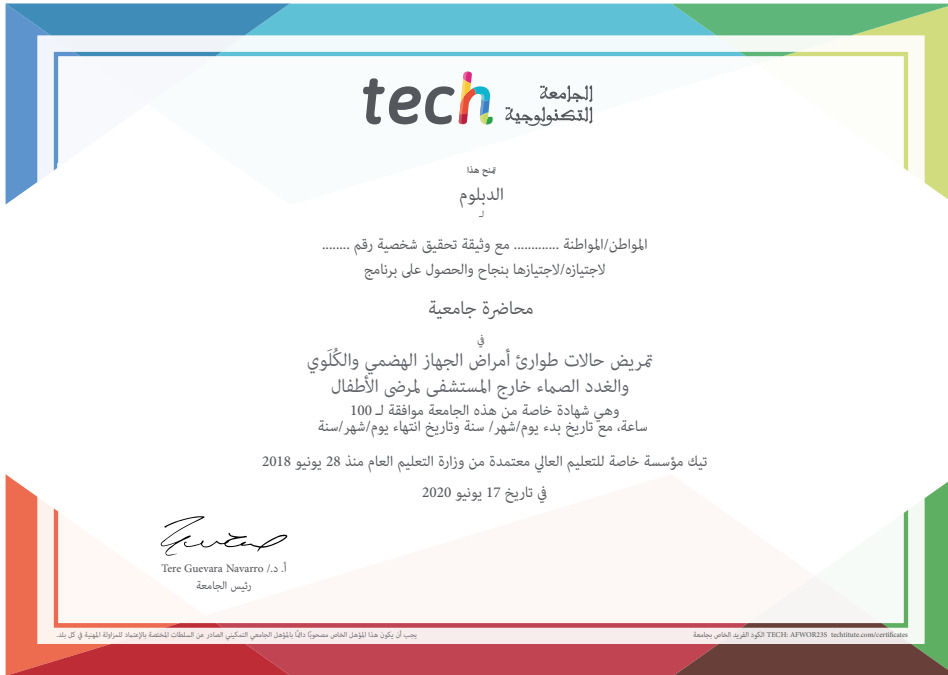 tech الجامعة
التكنولوجية
تمنح هذا
الدبلوم
لـ
المواطن/المواطنة ............. مع وثيقة تحقيق شخصية رقم ........
لاجتيازه/لاجتيازها بنجاح والحصول على برنامج
محاضرة جامعية
في
تمريض حالات طوارئ أمراض الجهاز الهضمي والكُلَوي
والغدد الصماء خارج المستشفى لمرضى الأطفال
وهي شهادة خاصة من هذه الجامعة موافقة لـ 100
ساعة، مع تاريخ بدء يوم/شهر/ سنة وتاريخ انتهاء يوم/شهر/سنة
تيك مؤسسة خاصة للتعليم العالي معتمدة من وزارة التعليم العام منذ 28 يونيو 2018
في تاريخ 17 يونيو 2020
أ. د./ Tere Guevara Navarro
رئيس الجامعة
يجب أن يكون هذا المؤهل الخاص مصحوبًا دائمًا بالمؤهل الجامعي التمكيني الصادر عن السلطات المختصة بالإعتماد للمزاولة المهنية في كل بلد.
الكود الفريد الخاص بجامعة TECH: AFWOR23S techtitute.com/certificates